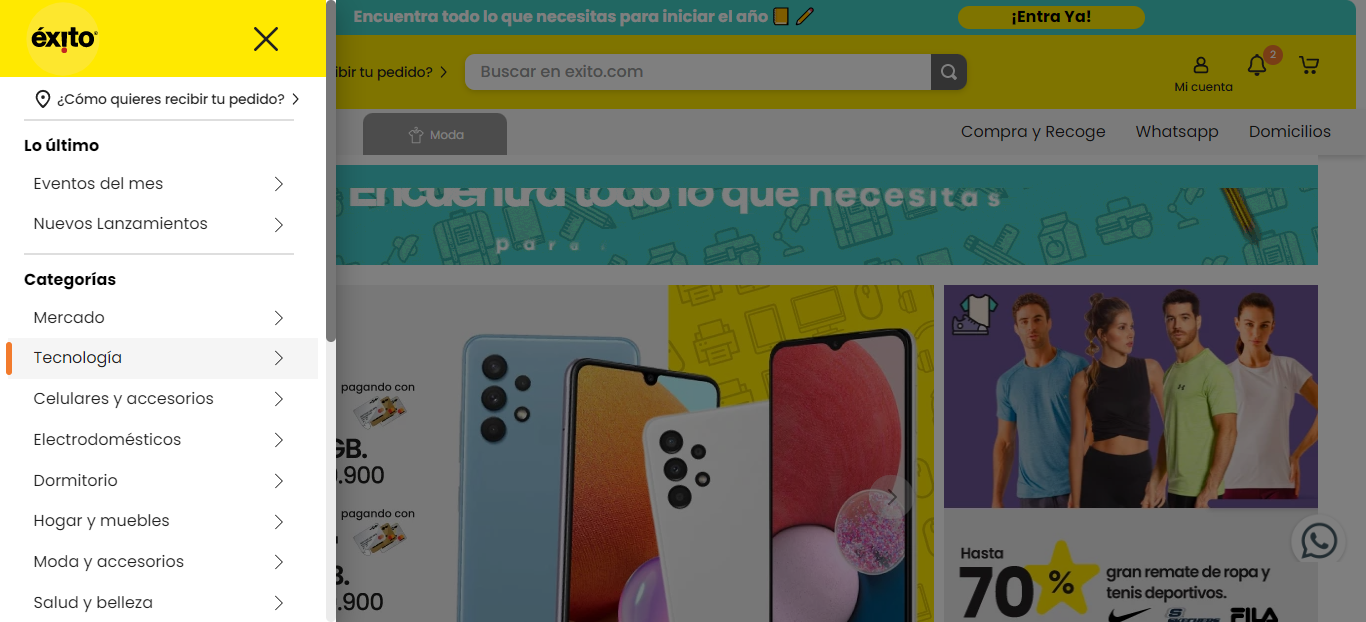 éxito
¿Cómo quieres recibir tu pedido?
Lo último
Eventos del mes
Nuevos Lanzamientos
Categorías
Mercado
Tecnología
Celulares y accesorios
Electrodomésticos
Dormitorio
Hogar y muebles
Moda y accesorios
Salud y belleza
Encuentra todo lo que necesitas para iniciar el año
¡Entra Ya!
ibir tu pedido?
Buscar en exito.com
Mi cuenta
2
Moda
Compra y Recoge
Whatsapp
Domicilios
Encuentra todo lo que necesitas
para
pagando con
GB.
.900
pagando con
.900
Hasta
70%
gran remate de ropa y
tenis deportivos.
SKECHERS
FILA